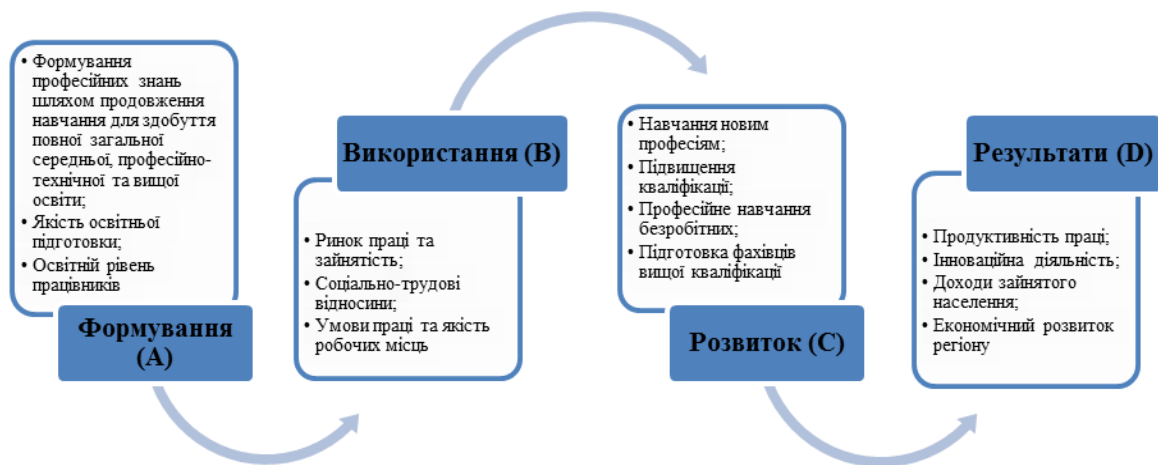 • Формування
професійних знань
шляхом продовження
навчання для здобуття
повної загальної
середньої, професійно-
технічної та вищої
освіти;
• Якість освітньої
підготовки;
• Освітній рівень
працівників
Формування
(А)
Використання (В)
• Ринок праці та
зайнятість;
• Соціально-трудові
відносини;
• Умови праці та якість
робочих місць
• Навчання новим
професіям;
• Підвищення
кваліфікації;
• Професійне навчання
безробітних;
• Підготовка фахівців
вищої кваліфікації
Розвиток (С)
Результати (D)
• Продуктивність праці;
• Інноваційна діяльність;
• Доходи зайнятого
населення;
• Економічний розвиток
регіону